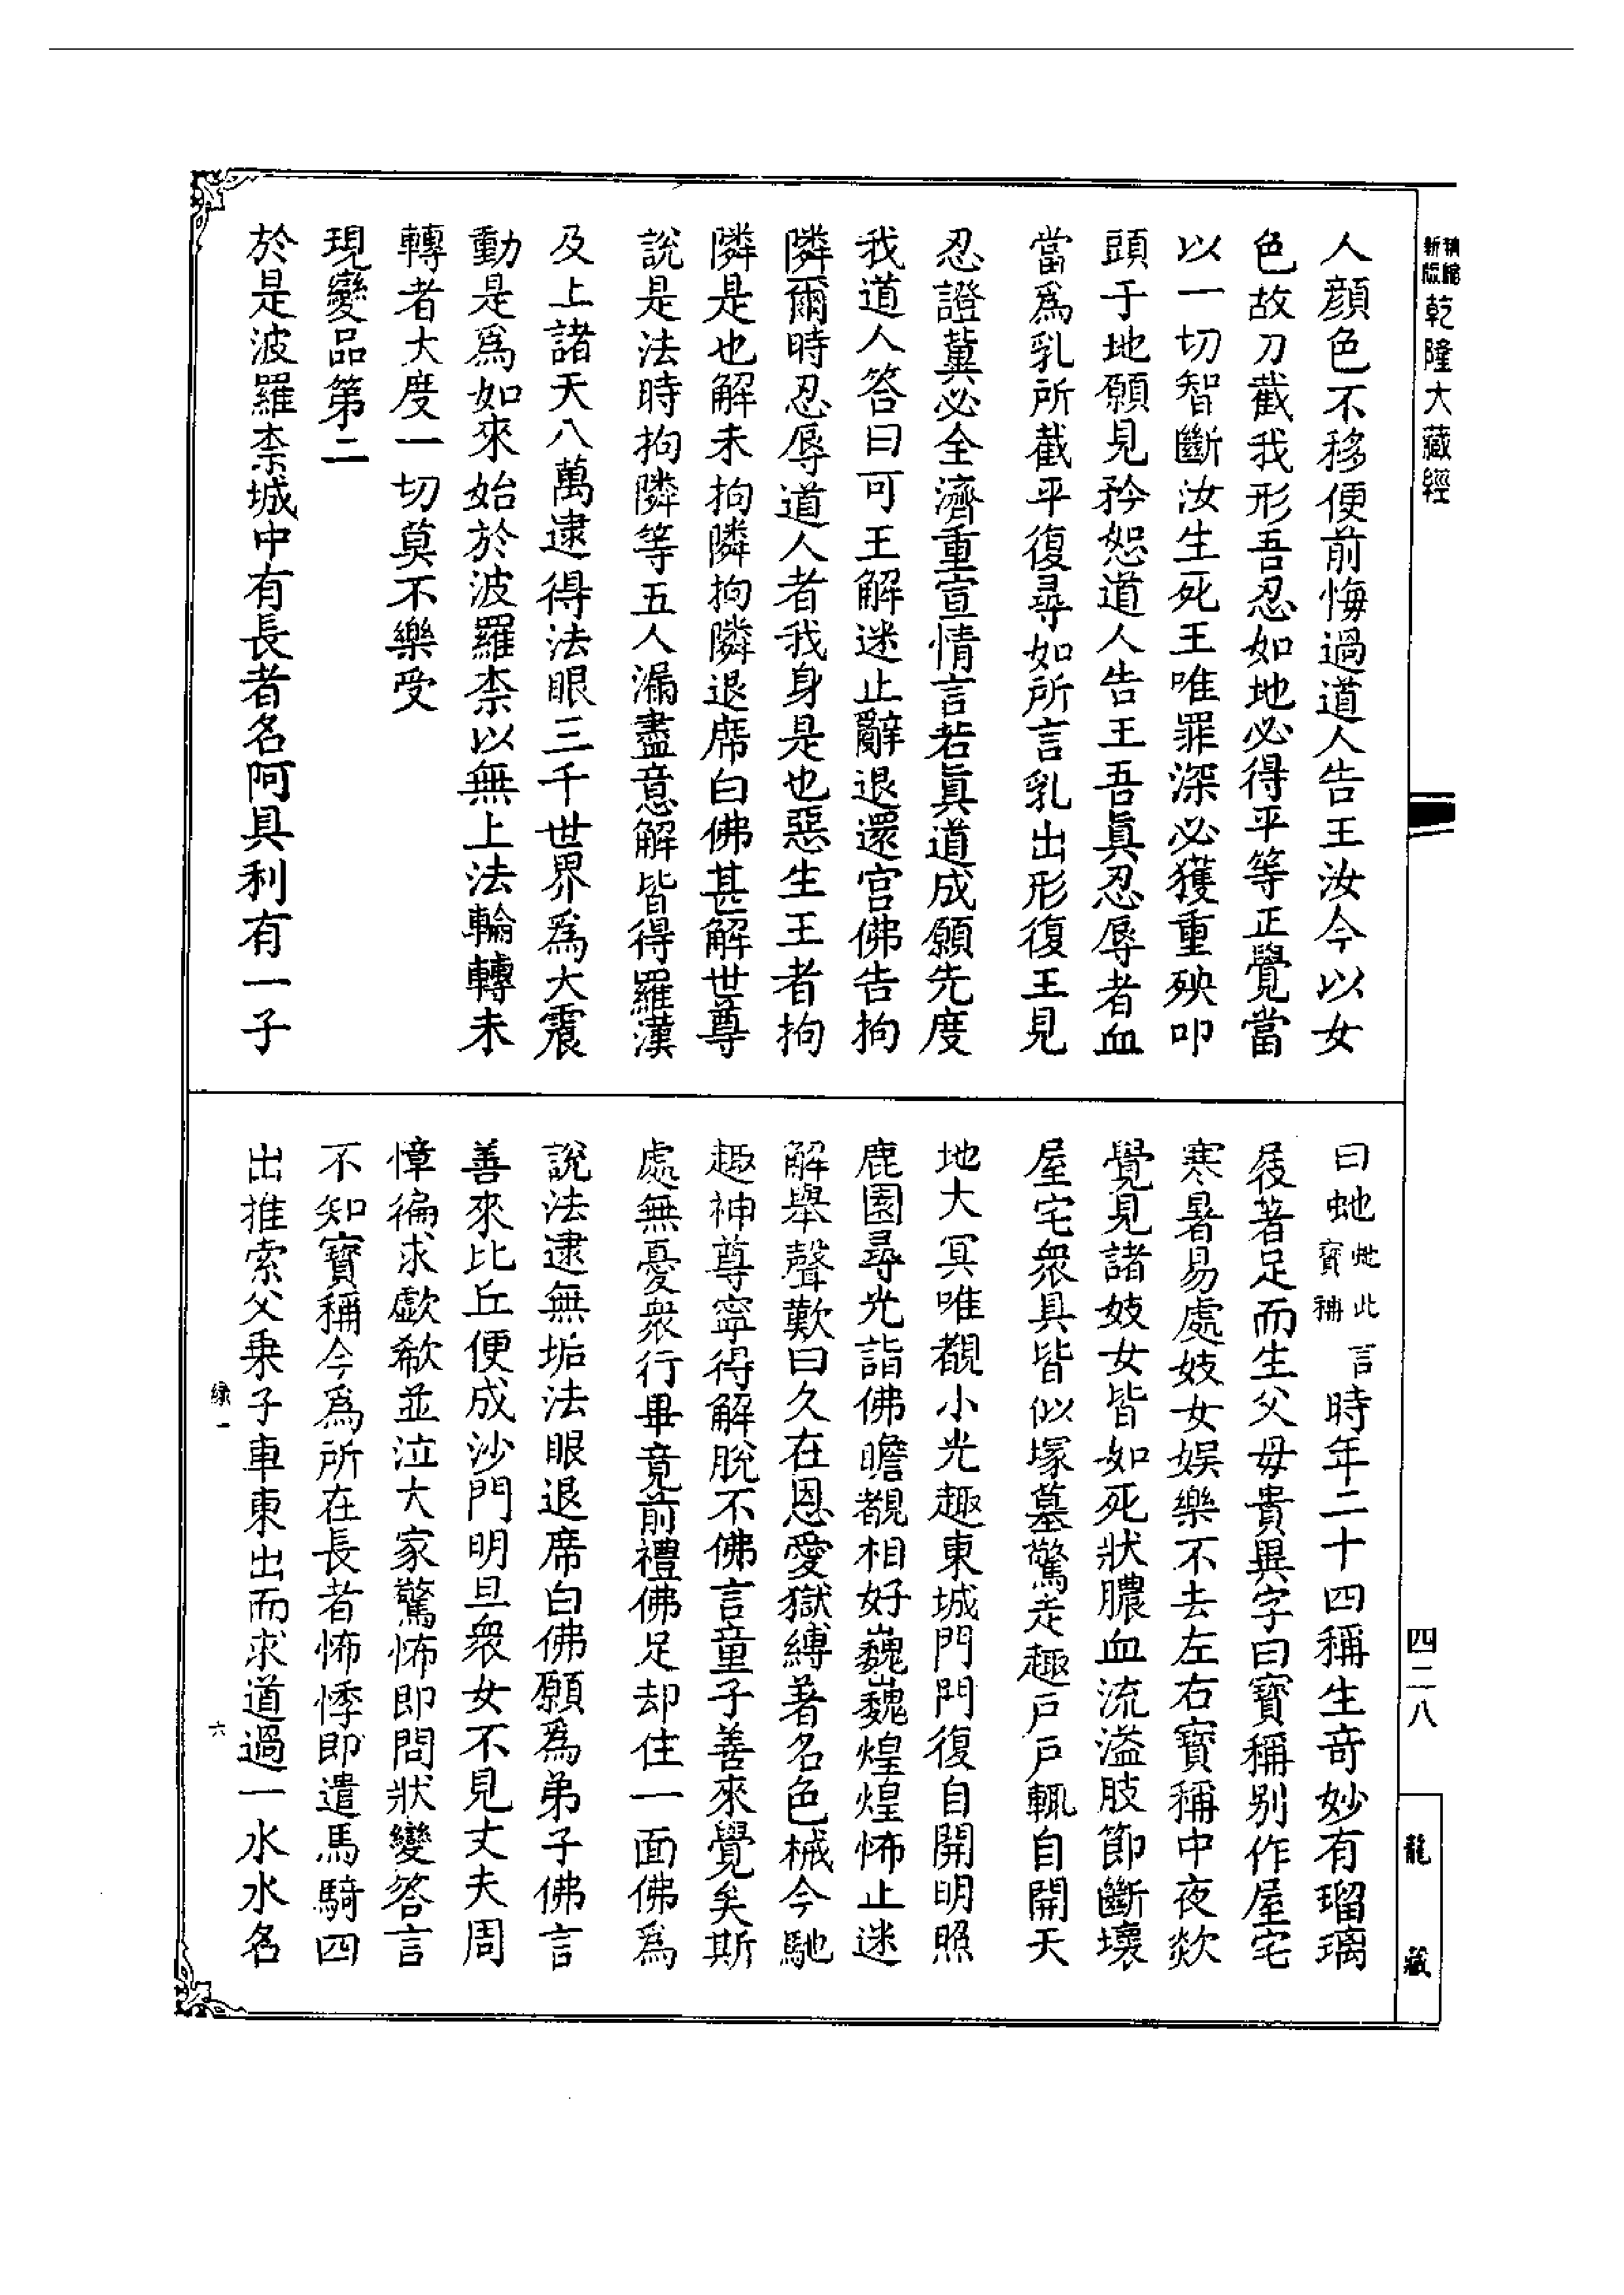 乾隆大藏經
人顔色不移便前悔過道人告王汝今以女
色故刀截我形吾忍如地必得平等正覺當
以一切智斷汝生死王唯罪深必獲重殃叩
頭于地願見矜恕道人告王吾眞忍辱者血
當爲乳所截平復尋如所言乳出形復王見
忍證冀必全濟重宣情言若眞道成願先度
我道人答曰可王解迷止辭退還宫佛告拘
隣爾時忍辱道人者我身是也惡生王者拘
隣是也解未拘隣拘隣退席白佛甚解世尊
說是法時拘隣等五人漏盡意解皆得羅漢
及上諸天八萬逮得法眼三千世界爲大震
動是爲如來始於波羅柰以無上法輪轉未
轉者大度一切莫不樂受
現變品第二
於是波羅柰城中有長者名阿具利有一子
曰虵虵此言寶稱時年二十四稱生竒妙有瑠璃
屐著足而生父毋貴異字曰寶稱别作屋宅
寒暑易處妓女娱樂不去左右寶稱中夜欻
覺見諸妓女皆如死狀膿血流溢肢節斷壞
屋宅衆具皆似塚墓驚走趣戶戶輒自開天
地大冥唯覩小光趣東城門門復自開明照
鹿園尋光詣佛瞻覩相好巍巍煌煌怖止迷
解舉聲歎曰久在恩愛獄縛著名色械今馳
趣神尊寧得解脫不佛言童子善來覺矣斯
處無憂衆行畢竟前禮佛足却住一面佛爲
說法逮無垢法眼退席白佛願爲弟子佛言
善來比丘便成沙門明旦衆女不見丈夫周
慞徧求歔欷並泣大家驚怖即問狀變答言
不知寶稱今爲所在長者怖悸即遣馬騎四
出推索父乗子車東出而求道過一水水名
四二八
龍藏
六